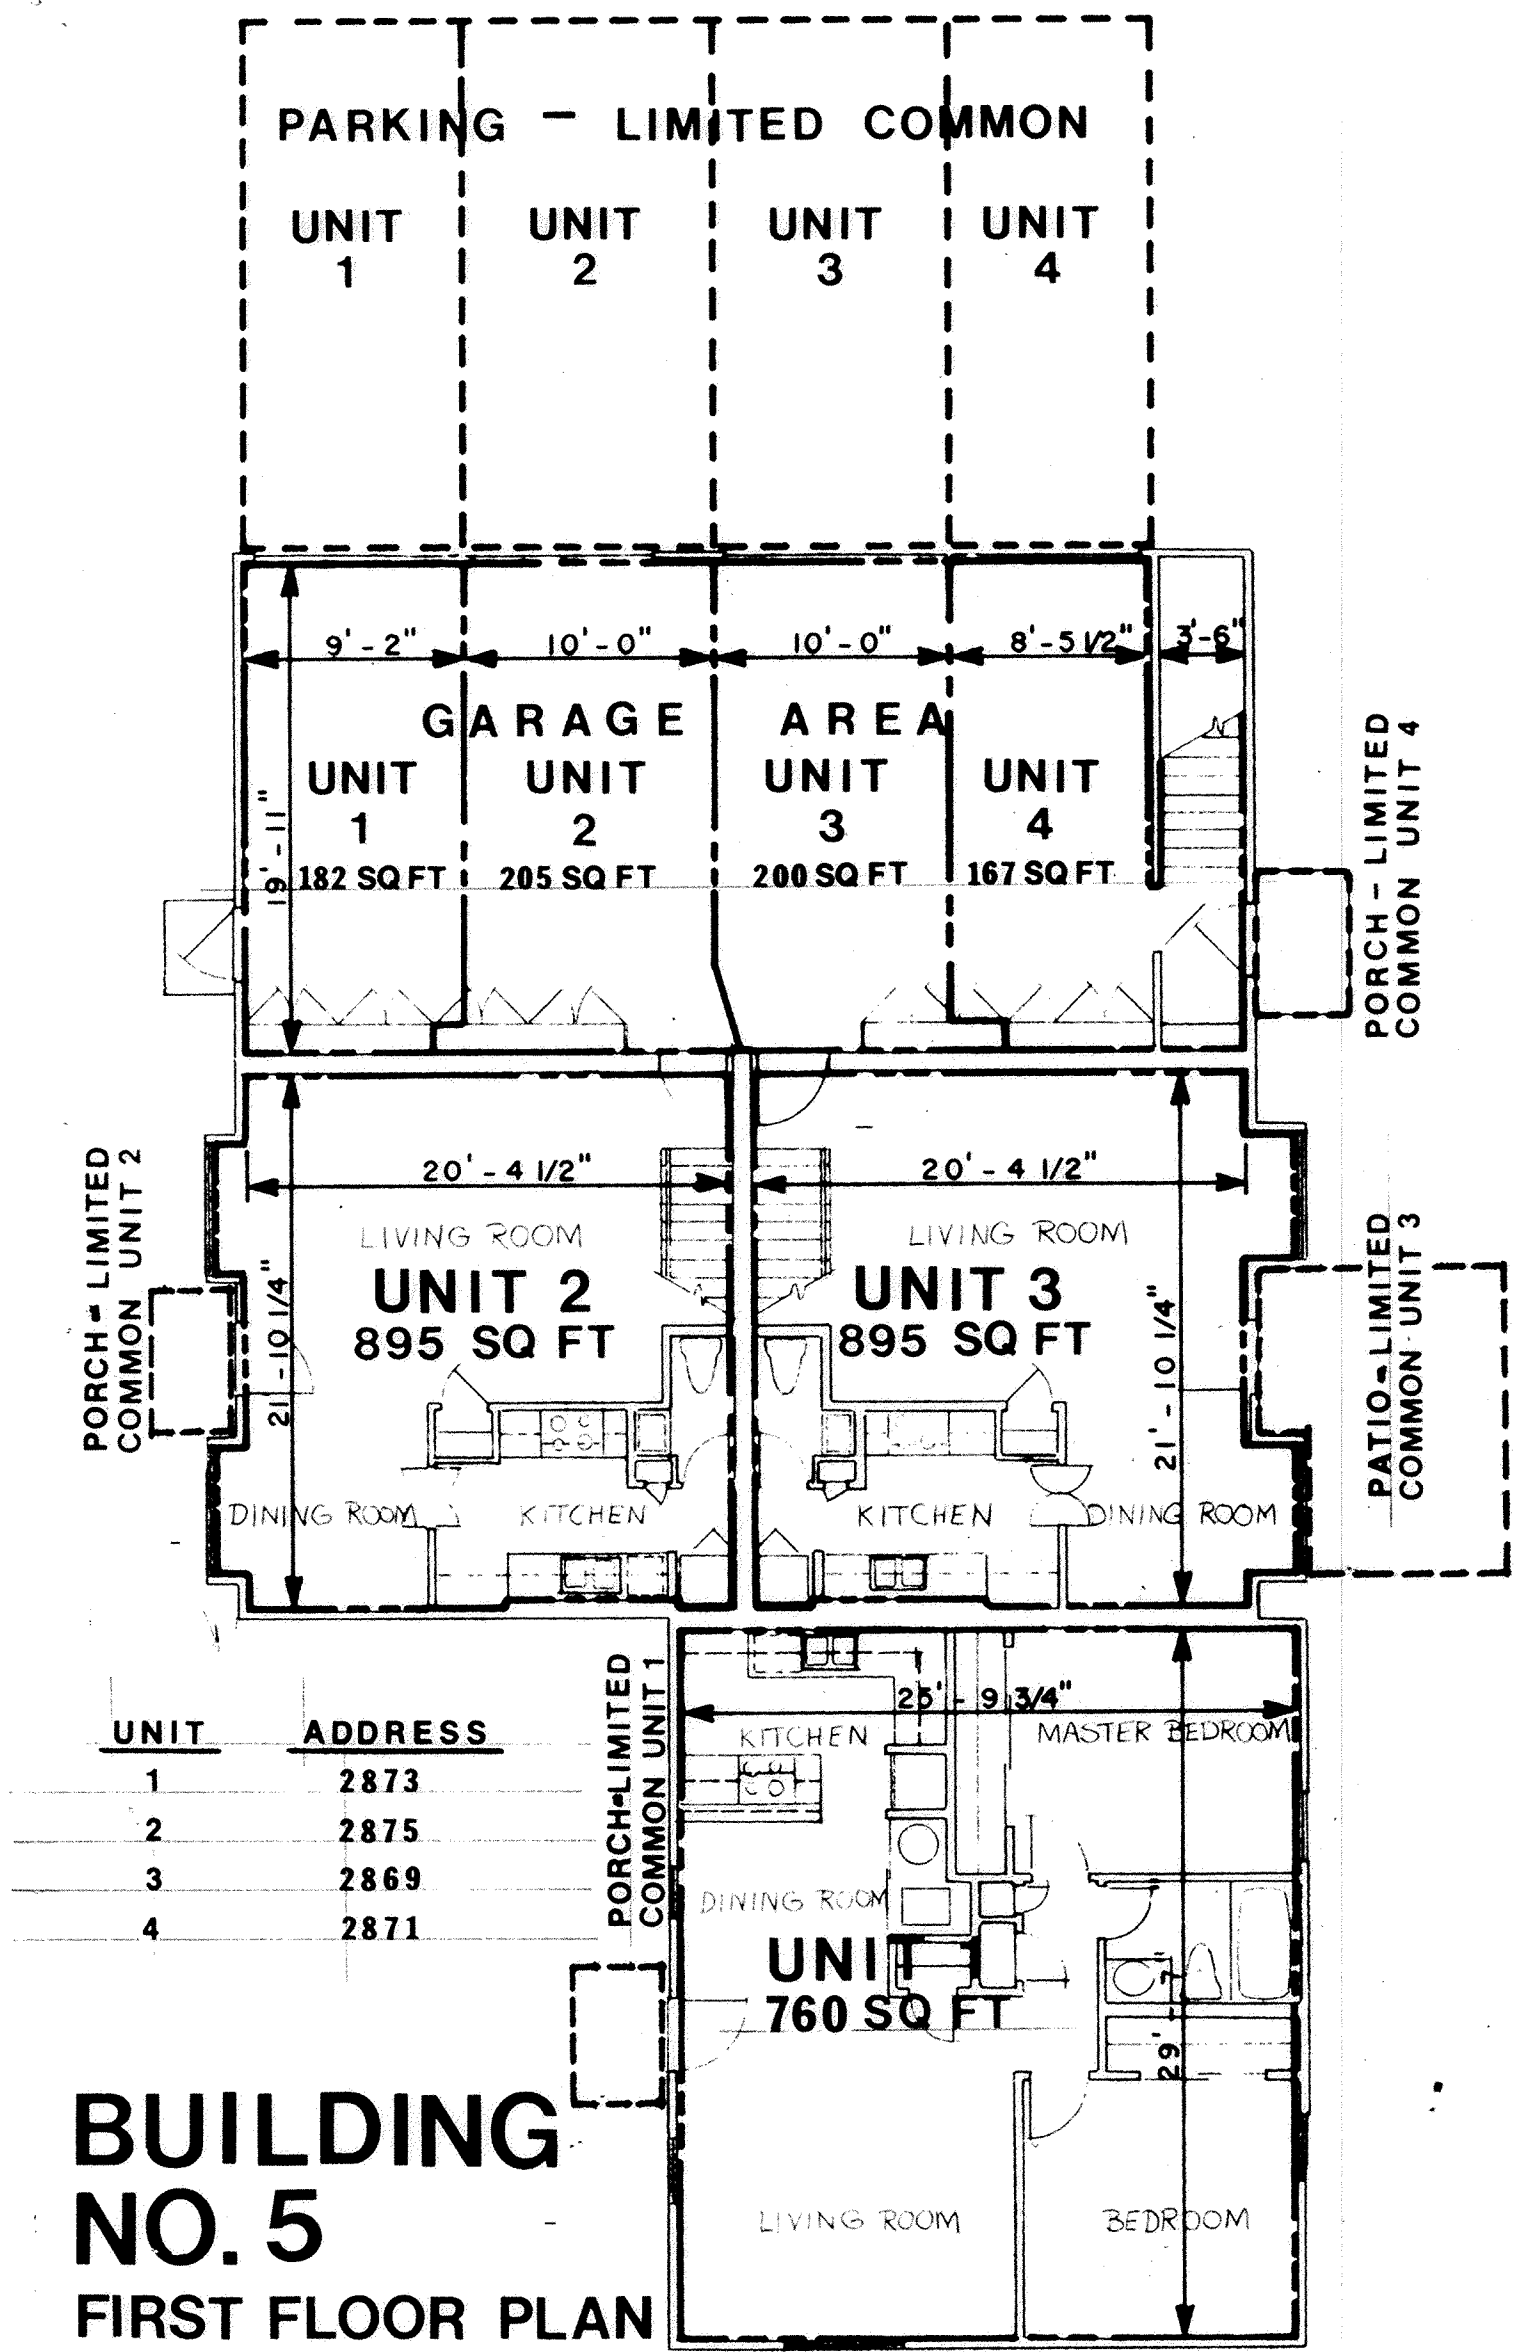 PARKING - LIMITED COMMON
UNIT 1
UNIT 2
UNIT 3
UNIT 4
9'-2"
10'-0"
10'-0"
8'-5 1/2"
3'-6"
GARAGE AREA
UNIT 1
182 SQ FT
UNIT 2
205 SQ FT
UNIT 3
200 SQ FT
UNIT 4
167 SQ FT
19'-11"
PORCH - LIMITED
COMMON UNIT 4
PORCH - LIMITED
COMMON UNIT 2
20'-4 1/2"
LIVING ROOM
UNIT 2
895 SQ FT
21'-10 1/4"
DINING ROOM
KITCHEN
20'-4 1/2"
LIVING ROOM
UNIT 3
895 SQ FT
21'-10 1/4"
KITCHEN
DINING ROOM
PATIO-LIMITED
COMMON UNIT 3
PORCH-LIMITED
COMMON UNIT 1
25'-9 3/4"
KITCHEN
MASTER BEDROOM
DINING ROOM
UNIT
760 SQ FT
29'-7"
LIVING ROOM
BEDROOM
UNIT ADDRESS
1 2873
2 2875
3 2869
4 2871
BUILDING
NO. 5
FIRST FLOOR PLAN